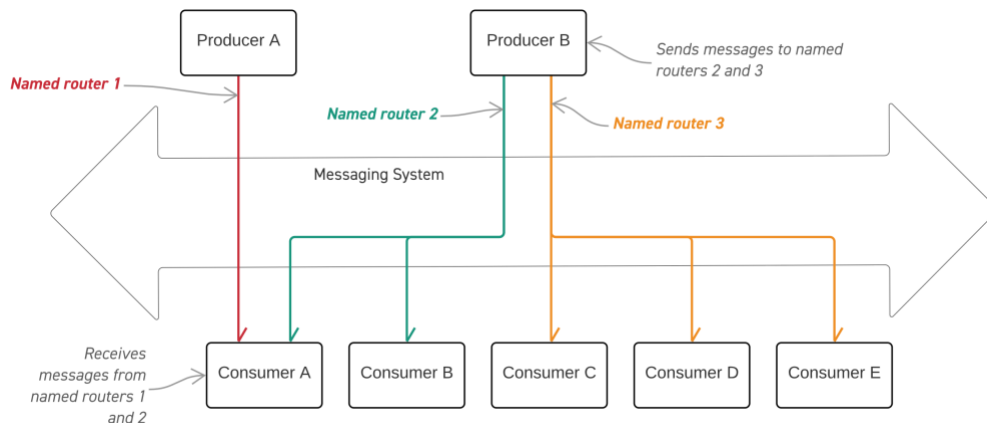 Producer A
Producer B
Sends messages to named
routers 2 and 3
Named router 1
Named router 2
Named router 3
Messaging System
Receives
messages from
named routers 1
and 2
Consumer A
Consumer B
Consumer C
Consumer D
Consumer E